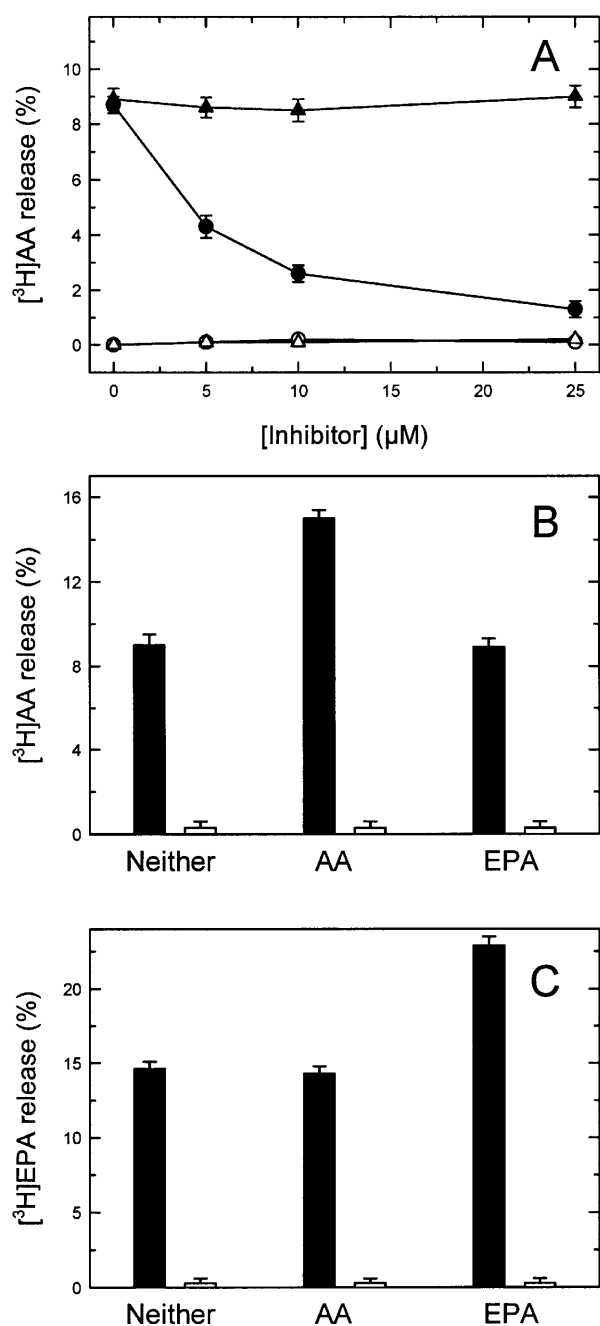 A
[³H]AA release (%)
10
8
6
4
2
0
0 5 10 15 20 25
[Inhibitor] (µM)
B
[³H]AA release (%)
16
12
8
4
0
Neither AA EPA
C
[³H]EPA release (%)
20
15
10
5
0
Neither AA EPA